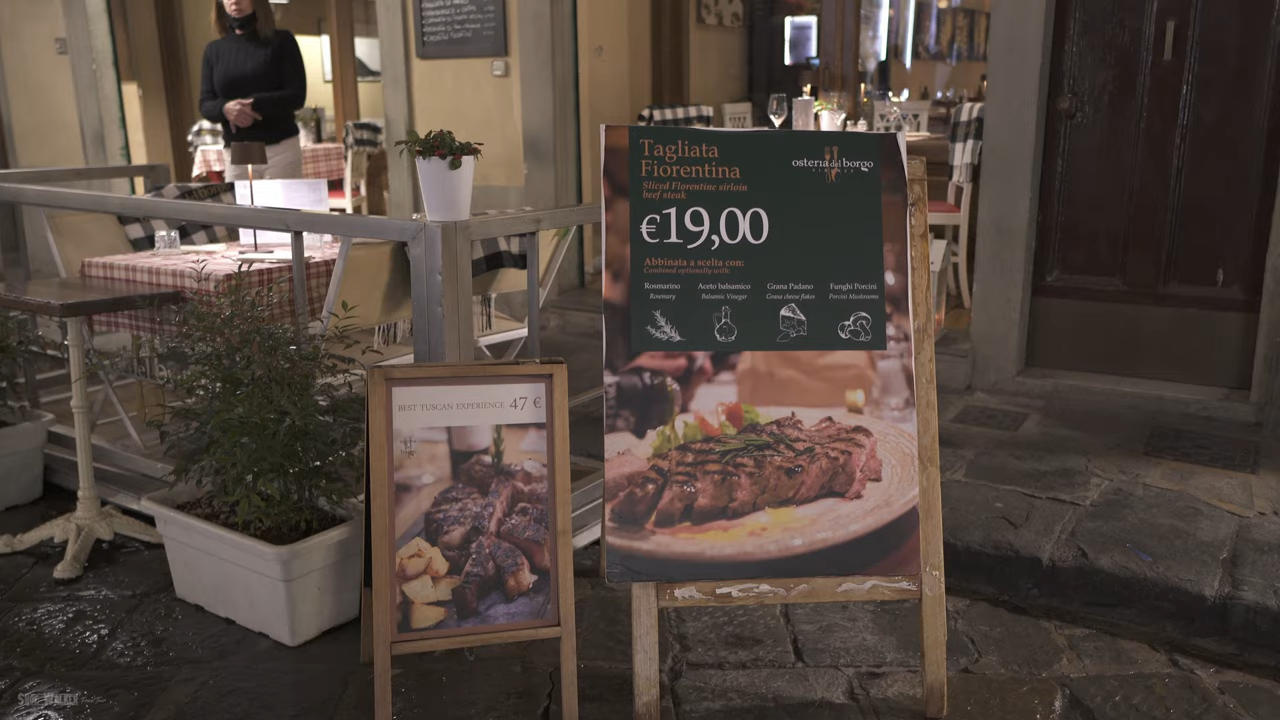 Tagliata
Fiorentina
Sliced Florentine sirloin
beef steak
osteria del borgo
FIRENZE
€19,00
Abbinata a scelta con:
Combined optionally with:
Rosmarino Aceto balsamico Grana Padano Funghi Porcini
Rosemary Balsamic Vinegar Grana cheese flakes Porcini Mushrooms
BEST TUSCAN EXPERIENCE 47 €